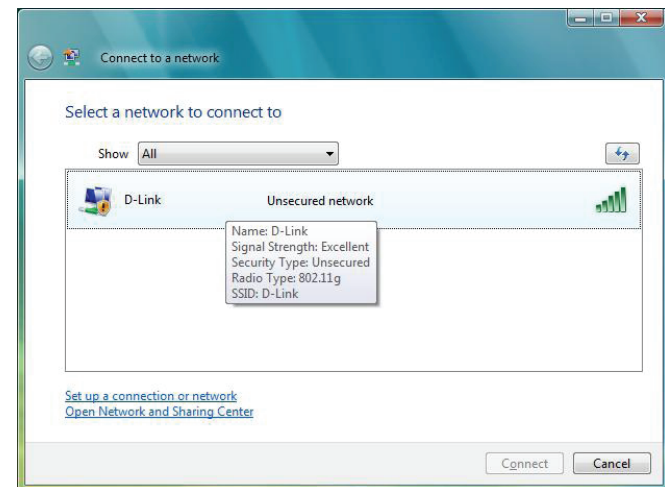 Connect to a network
Select a network to connect to
Show All
D-Link Unsecured network
Name: D-Link
Signal Strength: Excellent
Security Type: Unsecured
Radio Type: 802.11g
SSID: D-Link
Set up a connection or network
Open Network and Sharing Center
Connect Cancel